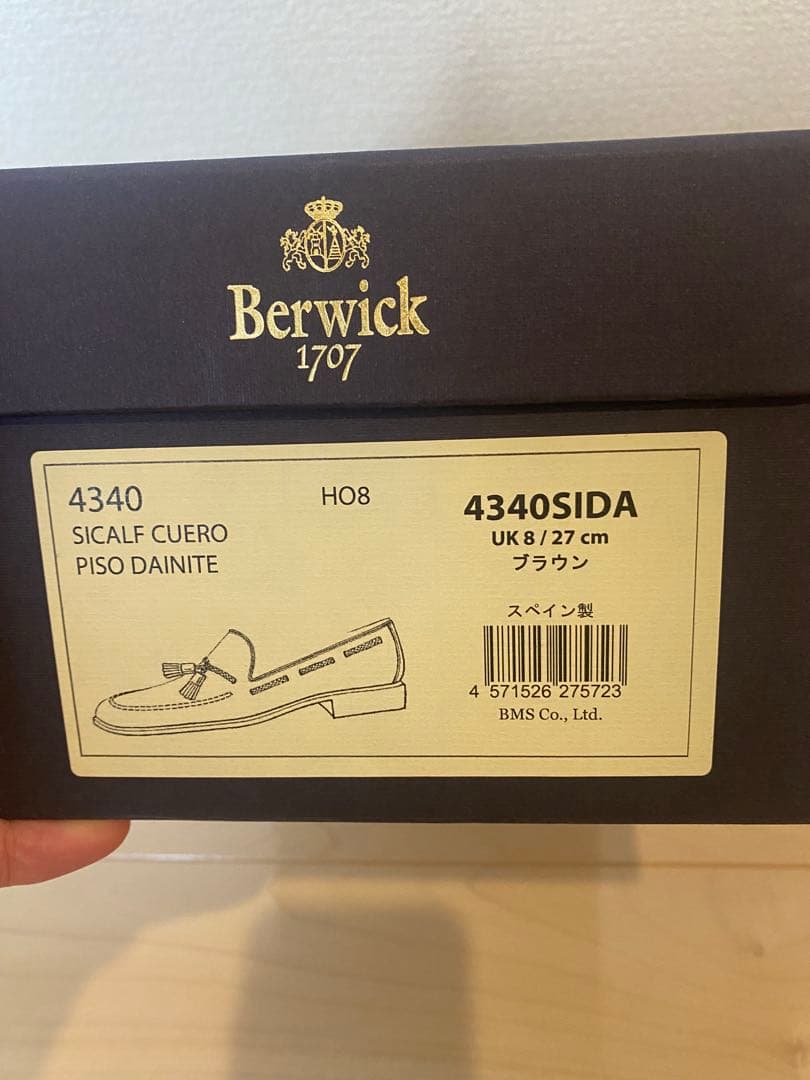 Berwick
1707
4340
HO8
SICALF CUERO
PISO DAINITE
4340SIDA
UK 8 / 27 cm
ブラウン
スペイン製
4 571526 275723
BMS Co., Ltd.